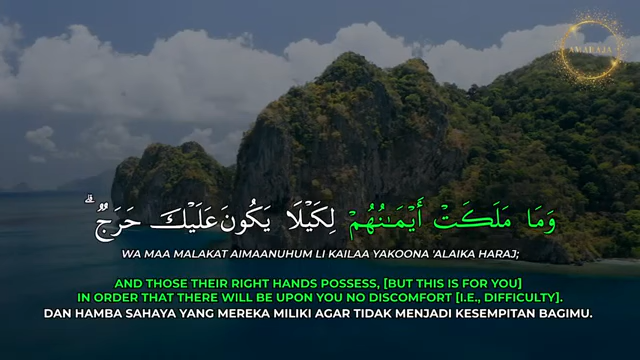 AMAL AJA
وَمَا مَلَكَتْ أَيْمَٰنُهُمْ لِكَيْلَا يَكُونَ عَلَيْكَ حَرَجٌ ۗ
WA MAA MALAKAT AIMAANUHUM LI KAILAA YAKOONA 'ALAIKA HARAJ;
AND THOSE THEIR RIGHT HANDS POSSESS, [BUT THIS IS FOR YOU]
IN ORDER THAT THERE WILL BE UPON YOU NO DISCOMFORT [I.E., DIFFICULTY].
DAN HAMBA SAHAYA YANG MEREKA MILIKI AGAR TIDAK MENJADI KESEMPITAN BAGIMU.